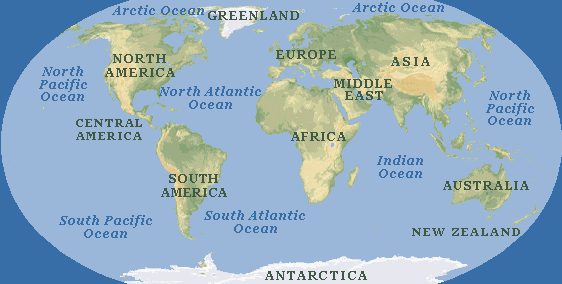 Arctic Ocean
Arctic Ocean
GREENLAND
EUROPE
NORTH
AMERICA
ASIA
North
Pacific
Ocean
MIDDLE
EAST
North Atlantic
Ocean
North
Pacific
Ocean
CENTRAL
AMERICA
AFRICA
Indian
Ocean
SOUTH
AMERICA
AUSTRALIA
South Pacific
Ocean
South Atlantic
Ocean
NEW ZEALAND
ANTARCTICA